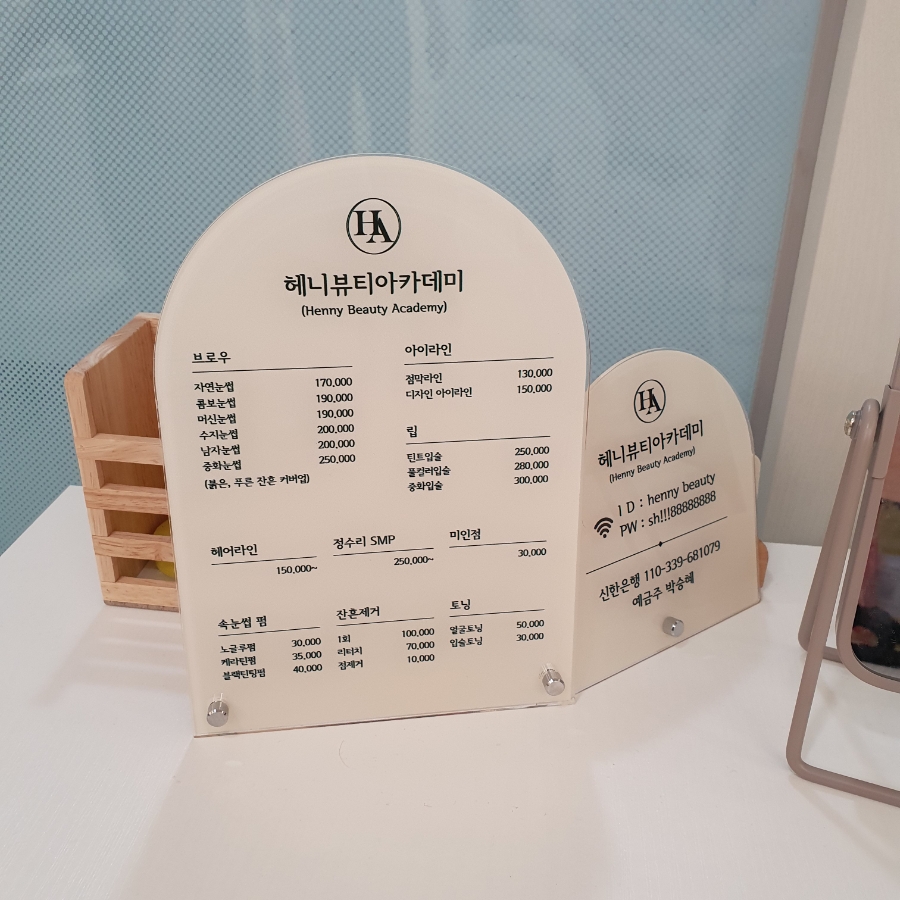 HA
헤니뷰티아카데미
(Henny Beauty Academy)
브로우
자연눈썹 170,000
콤보눈썹 190,000
머신눈썹 190,000
수지눈썹 200,000
남자눈썹 200,000
중화눈썹 250,000
(붉은, 푸른 잔흔 커버업)
아이라인
점막라인 130,000
디자인 아이라인 150,000
립
틴트입술 250,000
풀컬러입술 280,000
중화입술 300,000
헤어라인
150,000~
정수리 SMP
250,000~
미인점
30,000
속눈썹 펌
노글루펌 30,000
케라틴펌 35,000
블랙틴팅펌 40,000
잔흔제거
1회 100,000
리터치 70,000
점제거 10,000
토닝
얼굴토닝 50,000
입술토닝 30,000
HA
헤니뷰티아카데미
(Henny Beauty Academy)
I D : henny beauty
PW : sh!!!88888888
신한은행 110-339-681079
예금주 박승혜